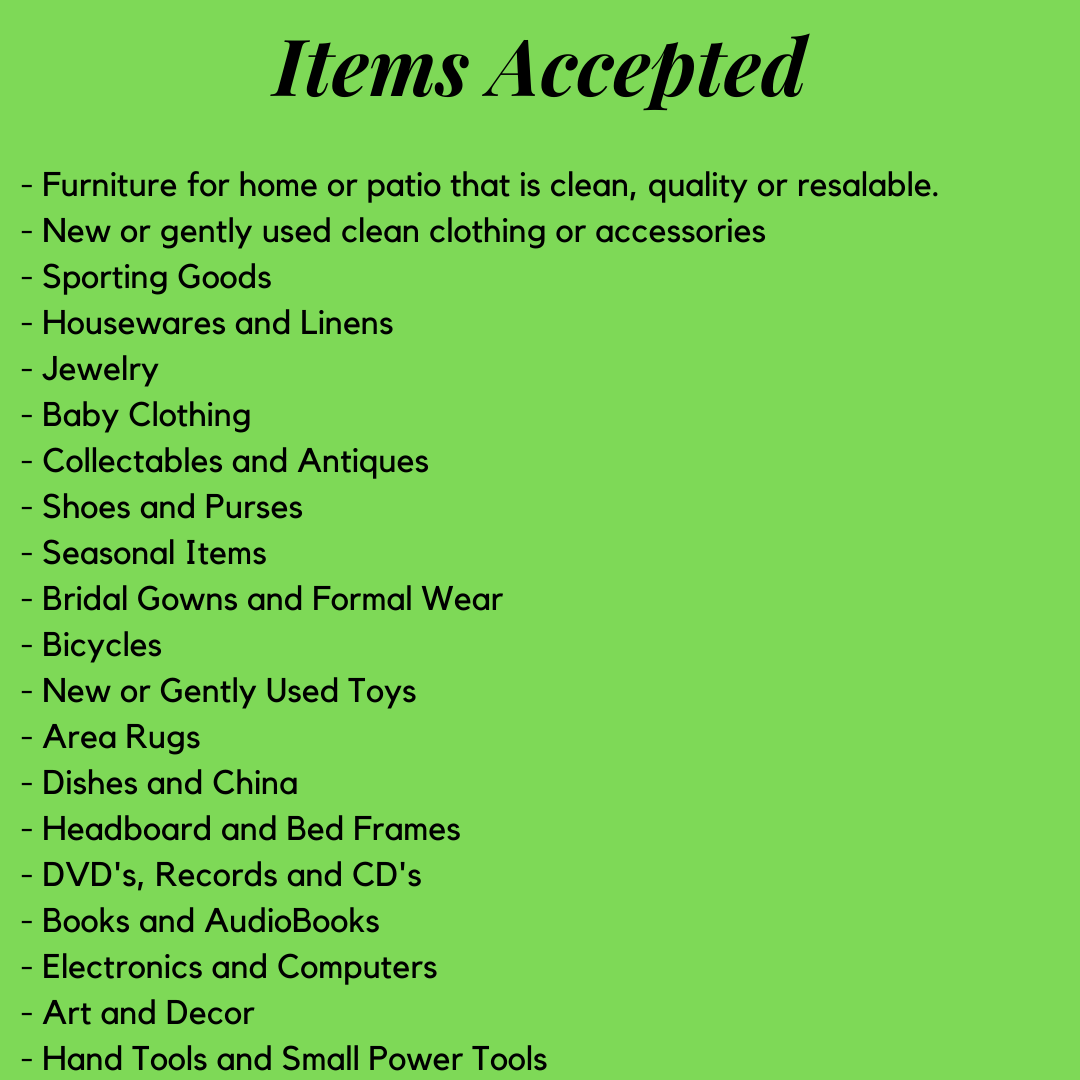 Items Accepted
- Furniture for home or patio that is clean, quality or resalable.
- New or gently used clean clothing or accessories
- Sporting Goods
- Housewares and Linens
- Jewelry
- Baby Clothing
- Collectables and Antiques
- Shoes and Purses
- Seasonal Items
- Bridal Gowns and Formal Wear
- Bicycles
- New or Gently Used Toys
- Area Rugs
- Dishes and China
- Headboard and Bed Frames
- DVD's, Records and CD's
- Books and AudioBooks
- Electronics and Computers
- Art and Decor
- Hand Tools and Small Power Tools